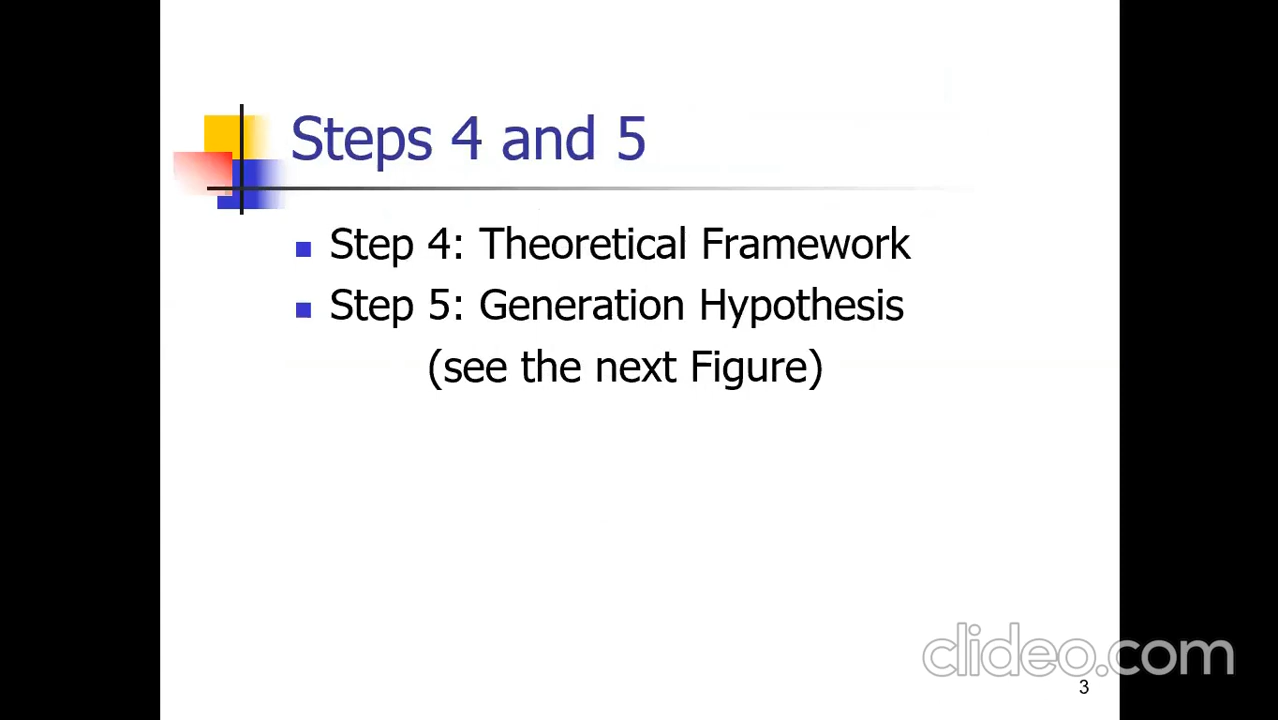 Steps 4 and 5
Step 4: Theoretical Framework
Step 5: Generation Hypothesis
(see the next Figure)
clideo.com
3